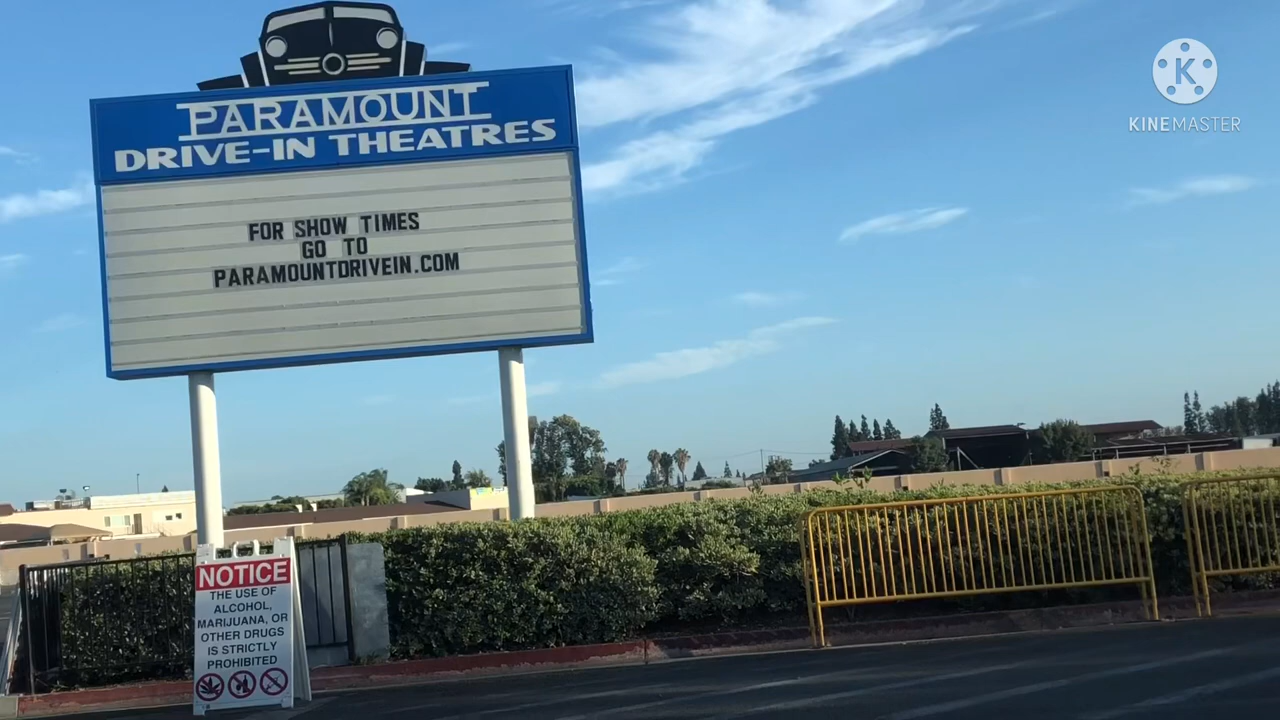 PARAMOUNT
DRIVE-IN THEATRES
FOR SHOW TIMES
GO TO
PARAMOUNTDRIVEIN.COM
K
KINEMASTER
NOTICE
THE USE OF
ALCOHOL,
MARIJUANA, OR
OTHER DRUGS
IS STRICTLY
PROHIBITED